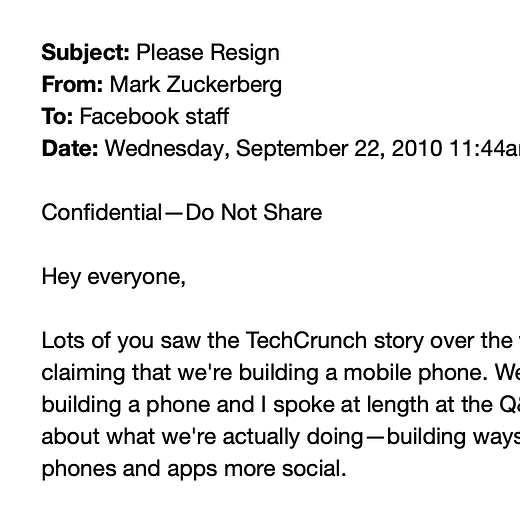 Subject: Please Resign
From: Mark Zuckerberg
To: Facebook staff
Date: Wednesday, September 22, 2010 11:44
Confidential—Do Not Share
Hey everyone,
Lots of you saw the TechCrunch story over the
claiming that we're building a mobile phone. We
building a phone and I spoke at length at the
about what we're actually doing—building ways
phones and apps more social.